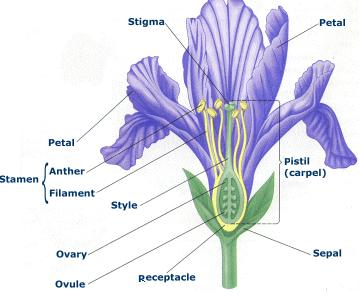 Stigma
Petal
Petal
Stamen
Anther
Filament
Pistil
(carpel)
Style
Ovary
Sepal
Ovule
Receptacle